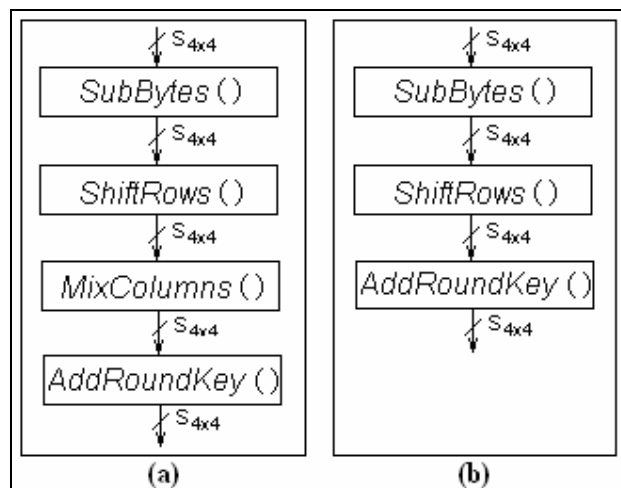 S4x4
SubBytes ()
S4x4
ShiftRows ()
S4x4
MixColumns ()
S4x4
AddRoundKey ()
S4x4
(a)
S4x4
SubBytes ()
S4x4
ShiftRows ()
S4x4
AddRoundKey ()
S4x4
(b)